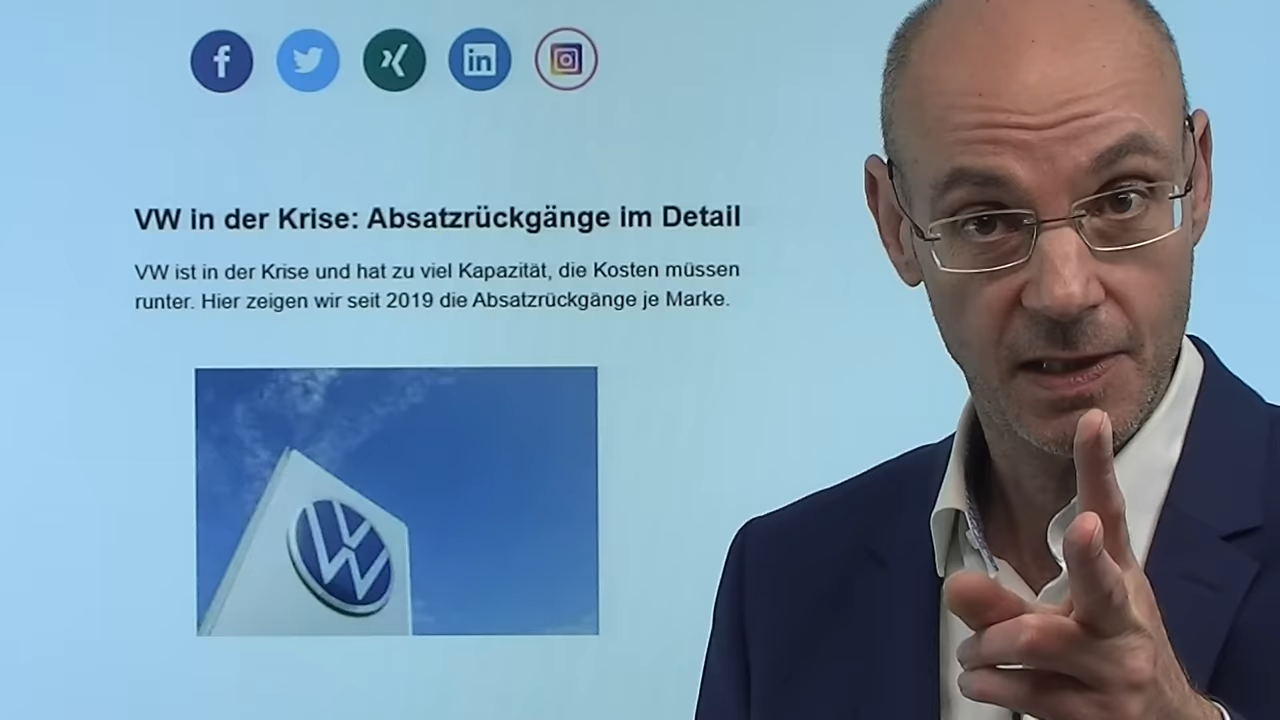 VW in der Krise: Absatzrückgänge im Detail
VW ist in der Krise und hat zu viel Kapazität, die Kosten müssen
runter. Hier zeigen wir seit 2019 die Absatzrückgänge je Marke.